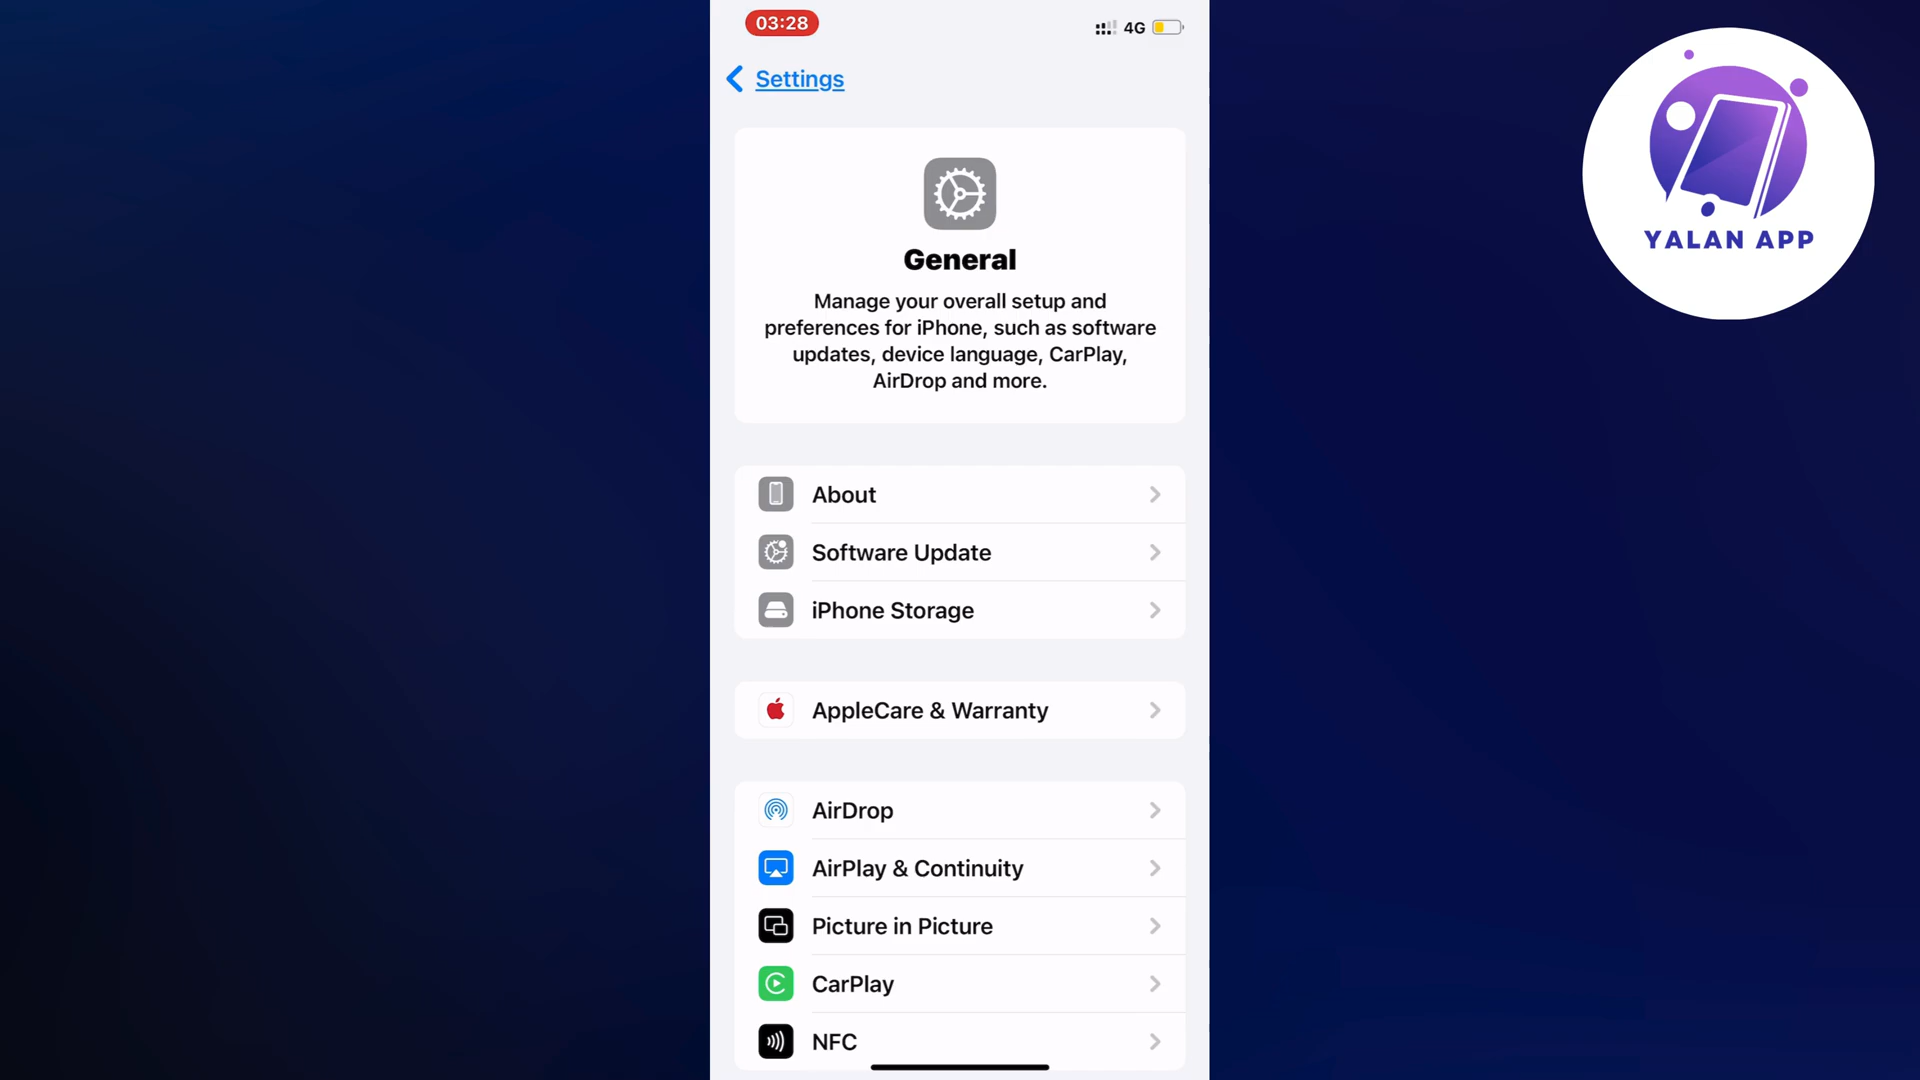 03:28
4G
Settings
YALAN APP
General
Manage your overall setup and
preferences for iPhone, such as software
updates, device language, CarPlay,
AirDrop and more.
About
Software Update
iPhone Storage
AppleCare & Warranty
AirDrop
AirPlay & Continuity
Picture in Picture
CarPlay
NFC